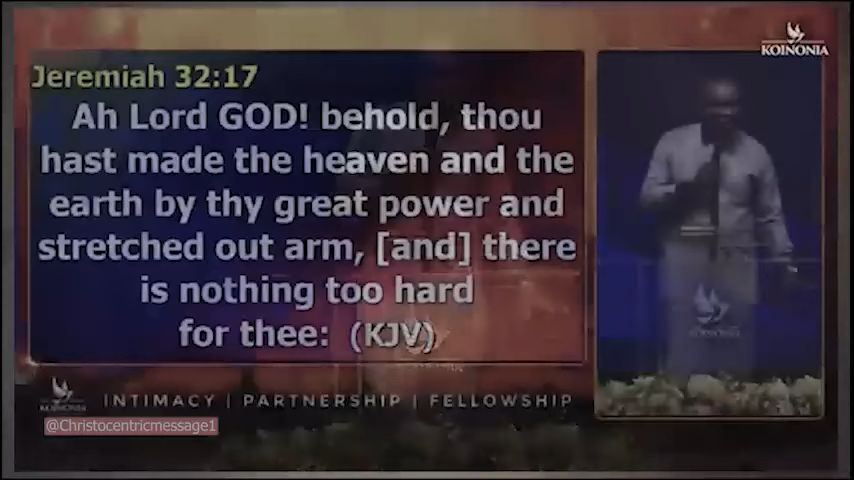 KOINONIA
Jeremiah 32:17
Ah Lord GOD! behold, thou
hast made the heaven and the
earth by thy great power and
stretched out arm, [and] there
is nothing too hard
for thee: (KJV)
KOINONIA
KOINONIA
INTIMACY | PARTNERSHIP | FELLOWSHIP
@Christocentricmessage1